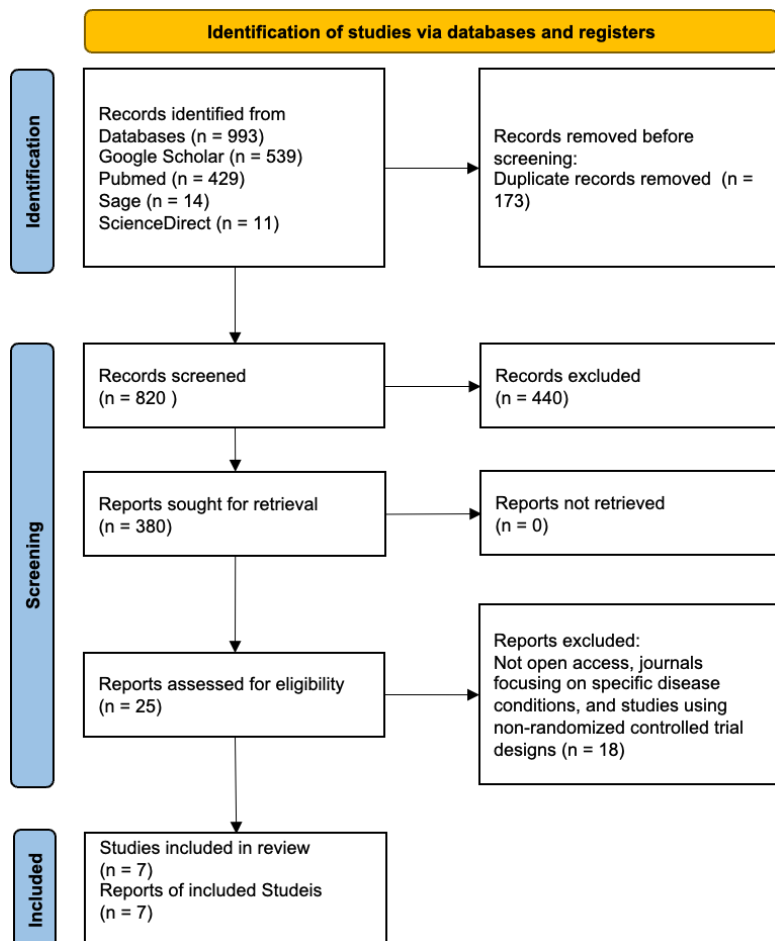 Identification of studies via databases and registers
Identification
Records identified from
Databases (n = 993)
Google Scholar (n = 539)
Pubmed (n = 429)
Sage (n = 14)
ScienceDirect (n = 11)
Records removed before
screening:
Duplicate records removed  (n =
173)
Screening
Records screened
(n = 820 )
Records excluded
(n = 440)
Reports sought for retrieval
(n = 380)
Reports not retrieved
(n = 0)
Reports assessed for eligibility
(n = 25)
Reports excluded:
Not open access, journals
focusing on specific disease
conditions, and studies using
non-randomized controlled trial
designs (n = 18)
Included
Studies included in review
(n = 7)
Reports of included Studeis
(n = 7)